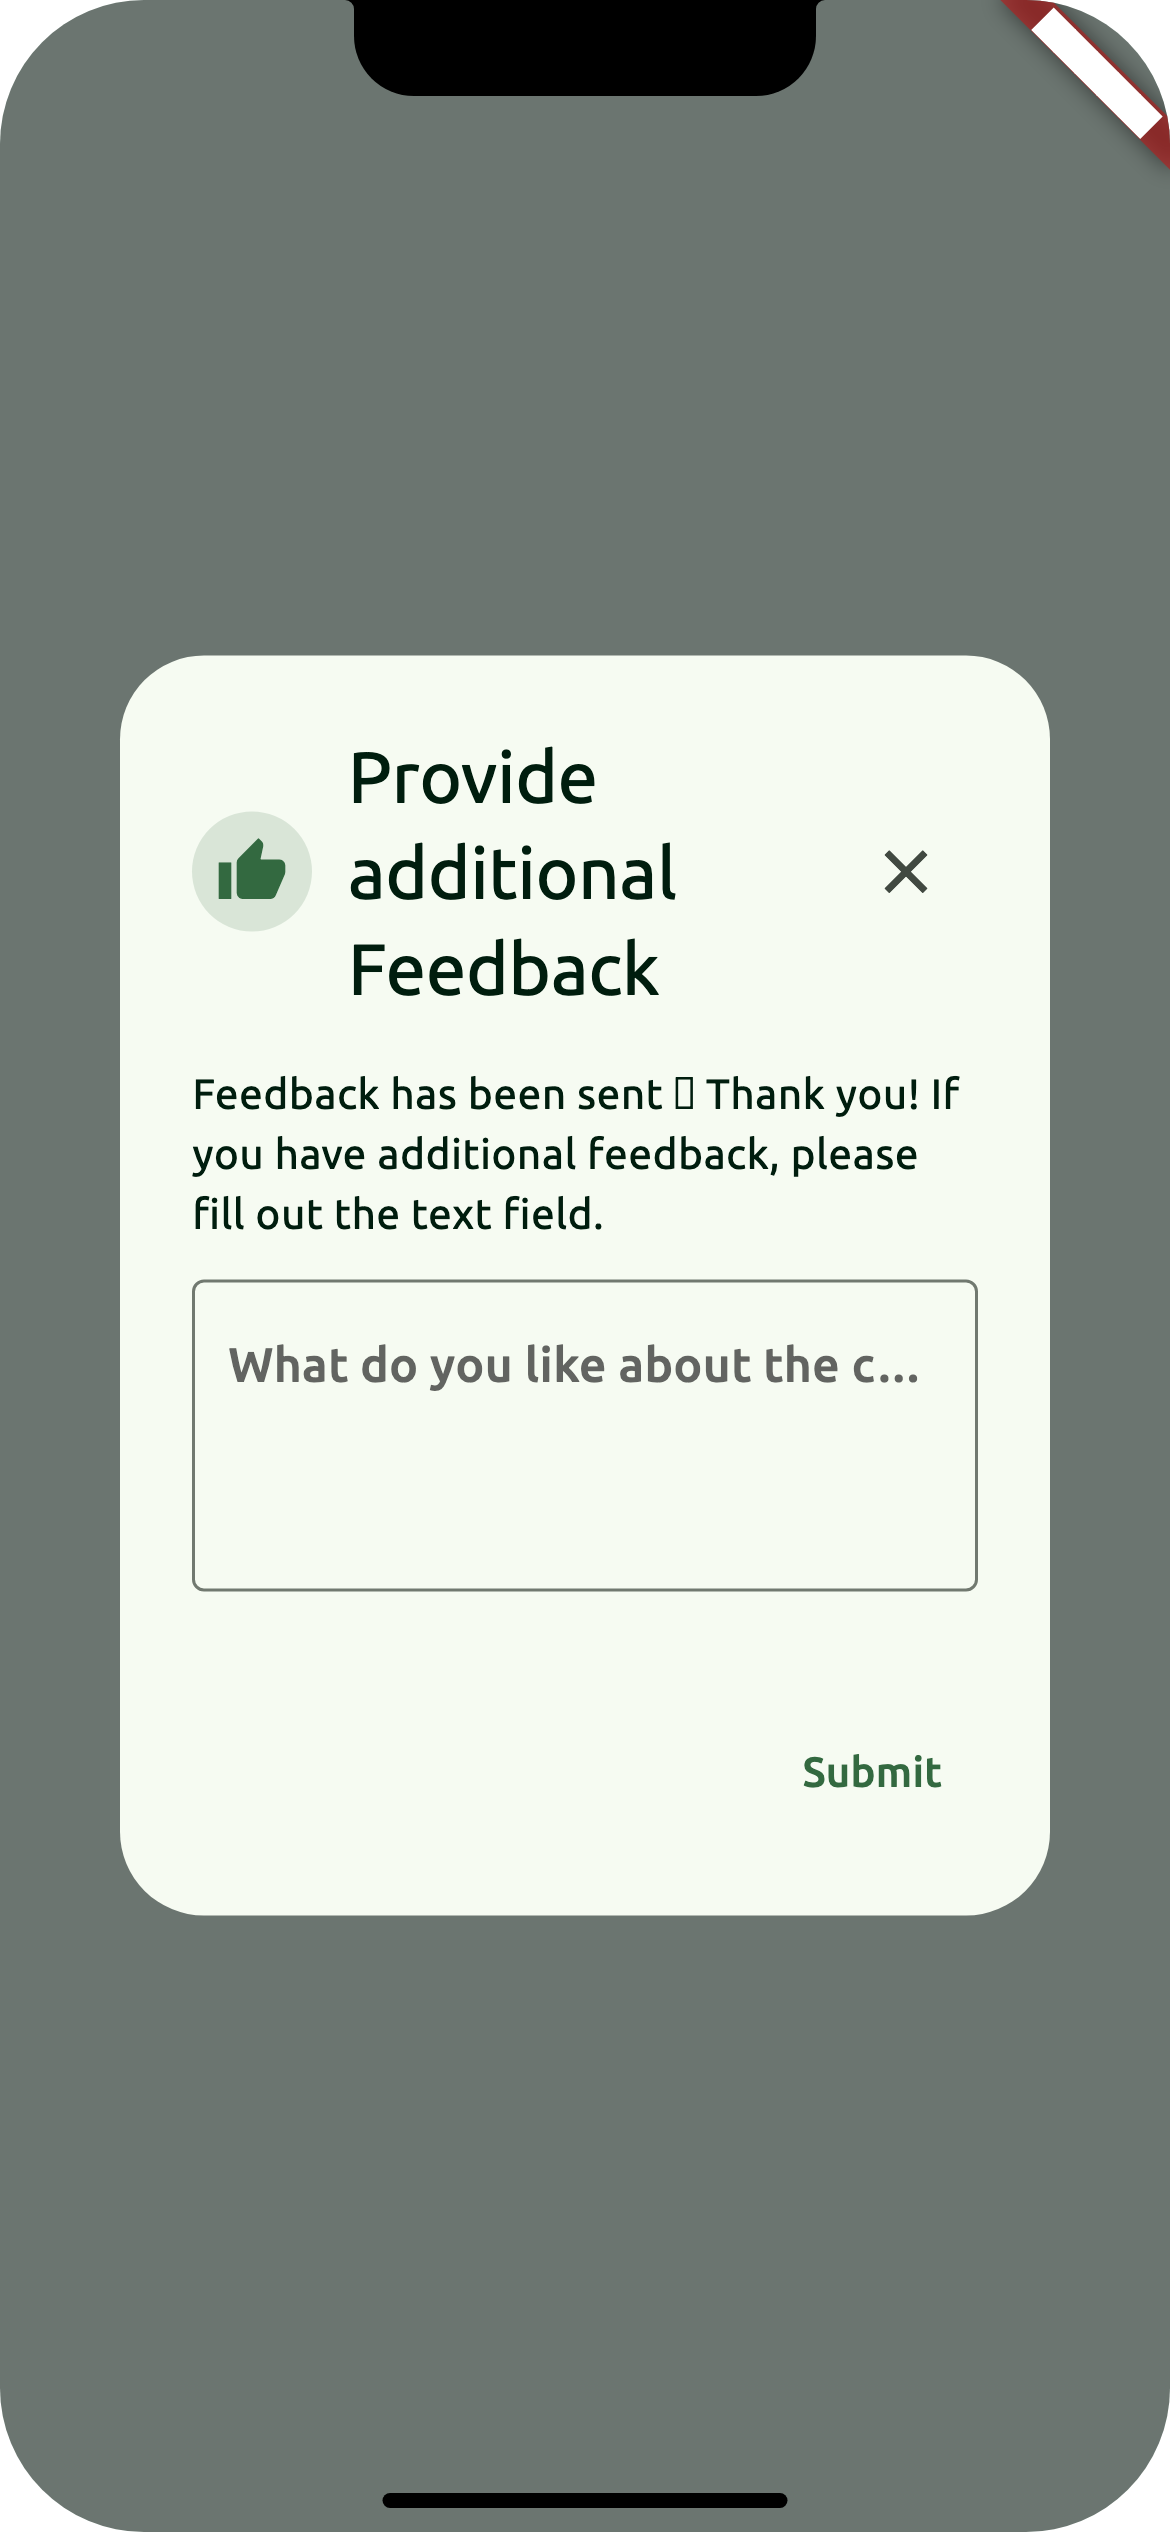 Provide
additional
Feedback
Feedback has been sent ▯ Thank you! If
you have additional feedback, please
fill out the text field.
What do you like about the c...
Submit